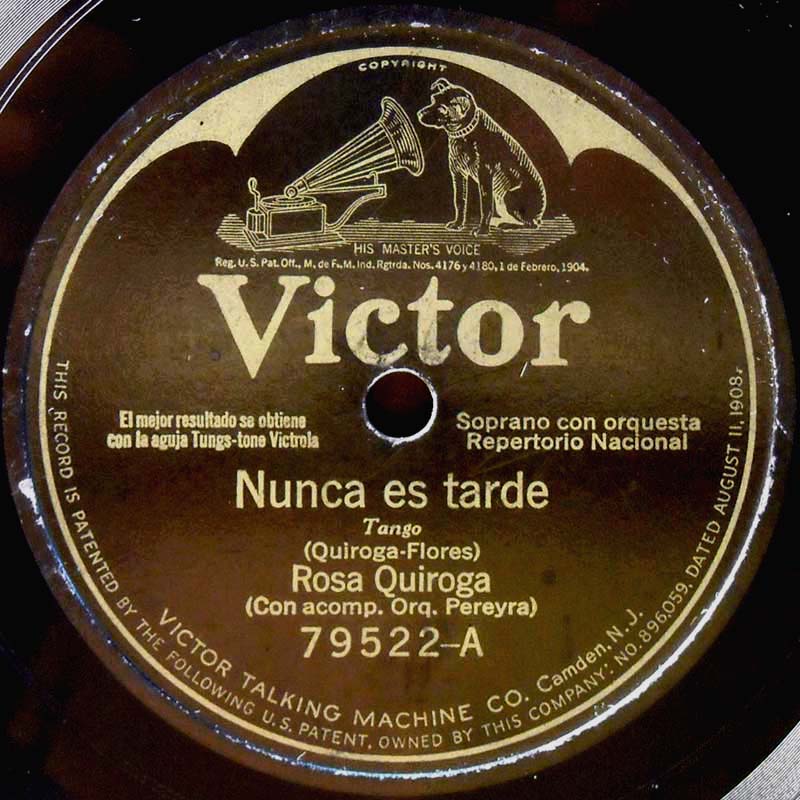 COPYRIGHT
HIS MASTER'S VOICE
Reg. U.S. Pat. Off., M. de F. M. Ind. Rgtrda. Nos. 4176 y 4180, 1 de Febrero, 1904.
Victor
El mejor resultado se obtiene
con la aguja Tungs-tone Victrola
Soprano con orquesta
Repertorio Nacional
Nunca es tarde
Tango
(Quiroga-Flores)
Rosa Quiroga
(Con acomp. Orq. Pereyra)
79522-A
VICTOR TALKING MACHINE CO. Camden, N. J.
THIS RECORD IS PATENTED BY THE FOLLOWING U.S. PATENT, OWNED BY THIS COMPANY: NO. 896,059. DATED AUGUST 11, 1908.